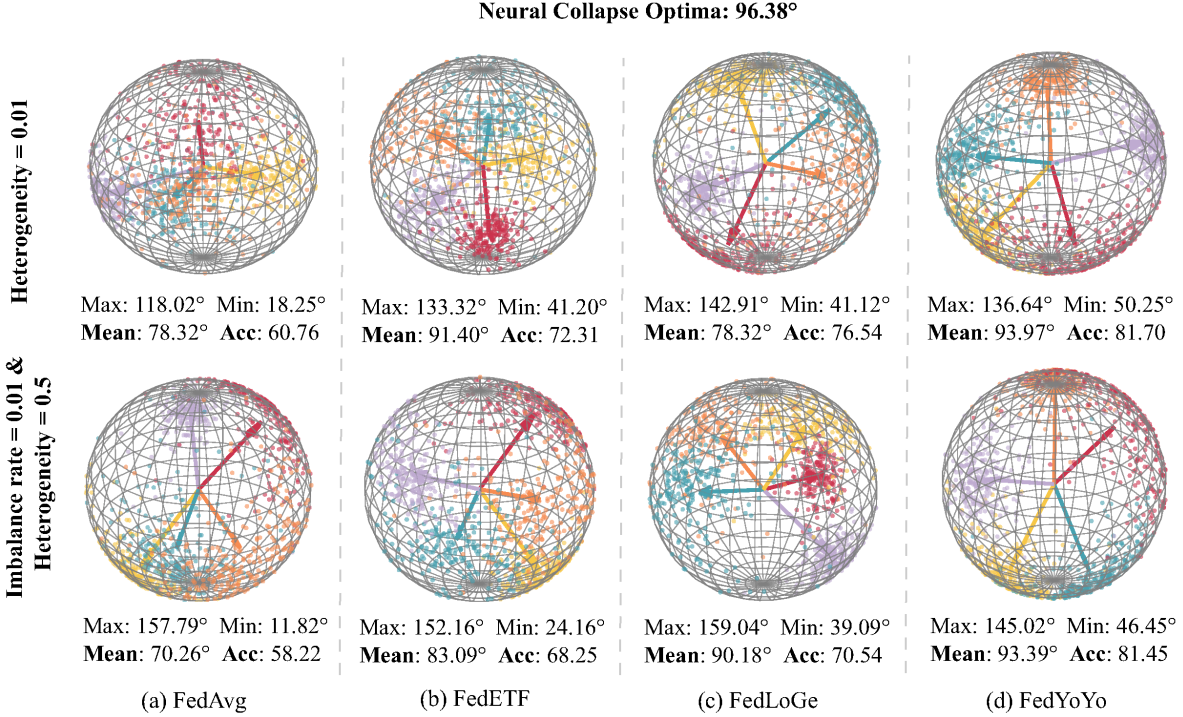 Neural Collapse Optima: 96.38°
Heterogeneity = 0.01
Max: 118.02° Min: 18.25°
Mean: 78.32° Acc: 60.76
Max: 133.32° Min: 41.20°
Mean: 91.40° Acc: 72.31
Max: 142.91° Min: 41.12°
Mean: 78.32° Acc: 76.54
Max: 136.64° Min: 50.25°
Mean: 93.97° Acc: 81.70
Imbalance rate = 0.01 &
Heterogeneity = 0.5
Max: 157.79° Min: 11.82°
Mean: 70.26° Acc: 58.22
Max: 152.16° Min: 24.16°
Mean: 83.09° Acc: 68.25
Max: 159.04° Min: 39.09°
Mean: 90.18° Acc: 70.54
Max: 145.02° Min: 46.45°
Mean: 93.39° Acc: 81.45
(a) FedAvg
(b) FedETF
(c) FedLoGe
(d) FedYoYo